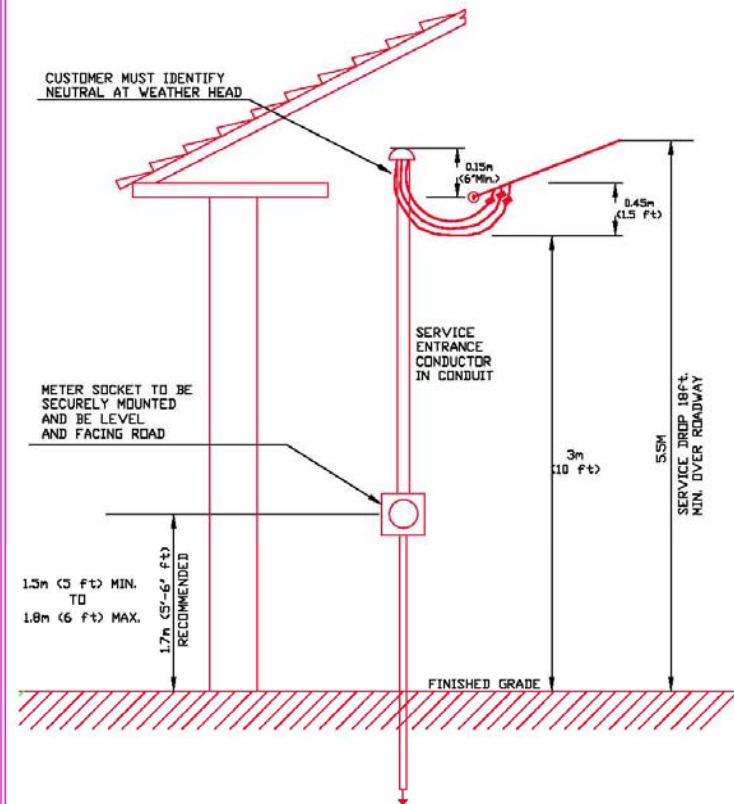 CUSTOMER MUST IDENTIFY
NEUTRAL AT WEATHER HEAD
0.15m
(6"Min.)
0.45m
(1.5 ft)
SERVICE
ENTRANCE
CONDUCTOR
IN CONDUIT
METER SOCKET TO BE
SECURELY MOUNTED
AND BE LEVEL
AND FACING ROAD
3m
(10 ft)
5.5M
SERVICE DROP 18ft.
MIN. OVER ROADWAY
1.5m (5 ft) MIN.
TO
1.8m (6 ft) MAX.
1.7m (5'-6' ft)
RECOMMENDED
FINISHED GRADE